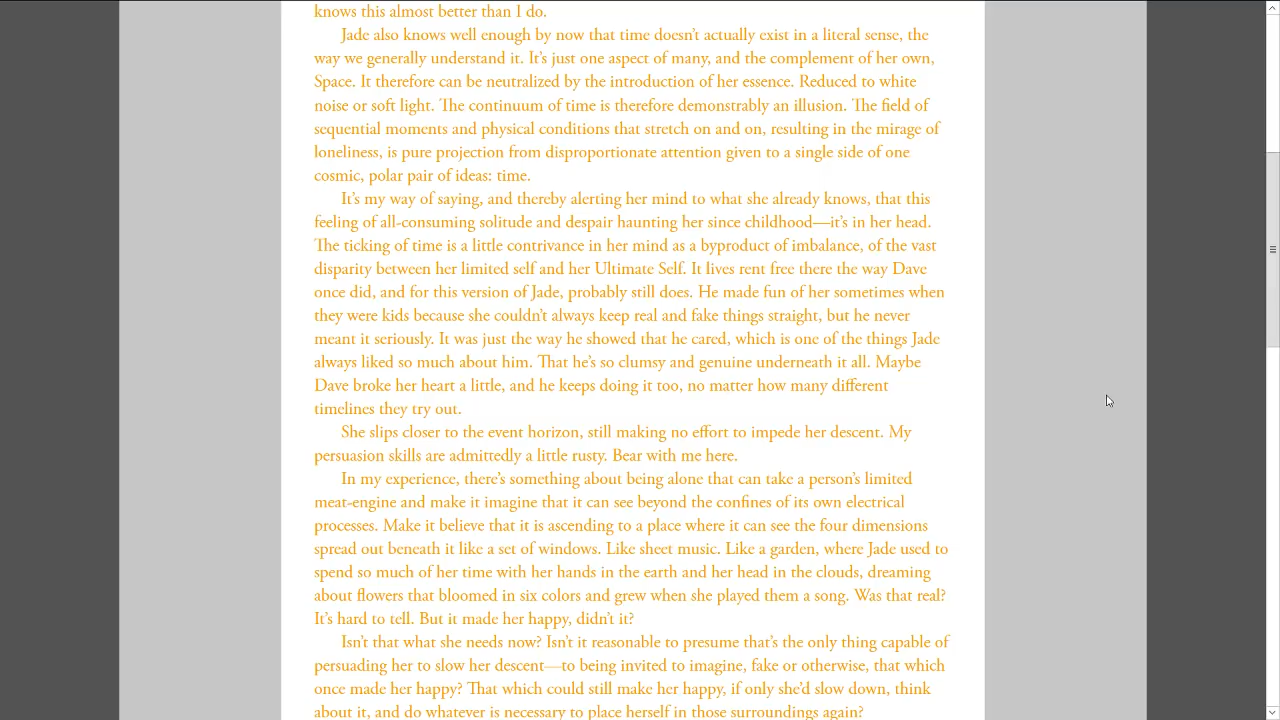 knows this almost better than I do.
Jade also knows well enough by now that time doesn’t actually exist in a literal sense, the
way we generally understand it. It’s just one aspect of many, and the complement of her own,
Space. It therefore can be neutralized by the introduction of her essence. Reduced to white
noise or soft light. The continuum of time is therefore demonstrably an illusion. The field of
sequential moments and physical conditions that stretch on and on, resulting in the mirage of
loneliness, is pure projection from disproportionate attention given to a single side of one
cosmic, polar pair of ideas: time.
It’s my way of saying, and thereby alerting her mind to what she already knows, that this
feeling of all-consuming solitude and despair haunting her since childhood—it’s in her head.
The ticking of time is a little contrivance in her mind as a byproduct of imbalance, of the vast
disparity between her limited self and her Ultimate Self. It lives rent free there the way Dave
once did, and for this version of Jade, probably still does. He made fun of her sometimes when
they were kids because she couldn’t always keep real and fake things straight, but he never
meant it seriously. It was just the way he showed that he cared, which is one of the things Jade
always liked so much about him. That he’s so clumsy and genuine underneath it all. Maybe
Dave broke her heart a little, and he keeps doing it too, no matter how many different
timelines they try out.
She slips closer to the event horizon, still making no effort to impede her descent. My
persuasion skills are admittedly a little rusty. Bear with me here.
In my experience, there’s something about being alone that can take a person’s limited
meat-engine and make it imagine that it can see beyond the confines of its own electrical
processes. Make it believe that it is ascending to a place where it can see the four dimensions
spread out beneath it like a set of windows. Like sheet music. Like a garden, where Jade used to
spend so much of her time with her hands in the earth and her head in the clouds, dreaming
about flowers that bloomed in six colors and grew when she played them a song. Was that real?
It’s hard to tell. But it made her happy, didn’t it?
Isn’t that what she needs now? Isn’t it reasonable to presume that’s the only thing capable of
persuading her to slow her descent—to being invited to imagine, fake or otherwise, that which
once made her happy? That which could still make her happy, if only she’d slow down, think
about it, and do whatever is necessary to place herself in those surroundings again?